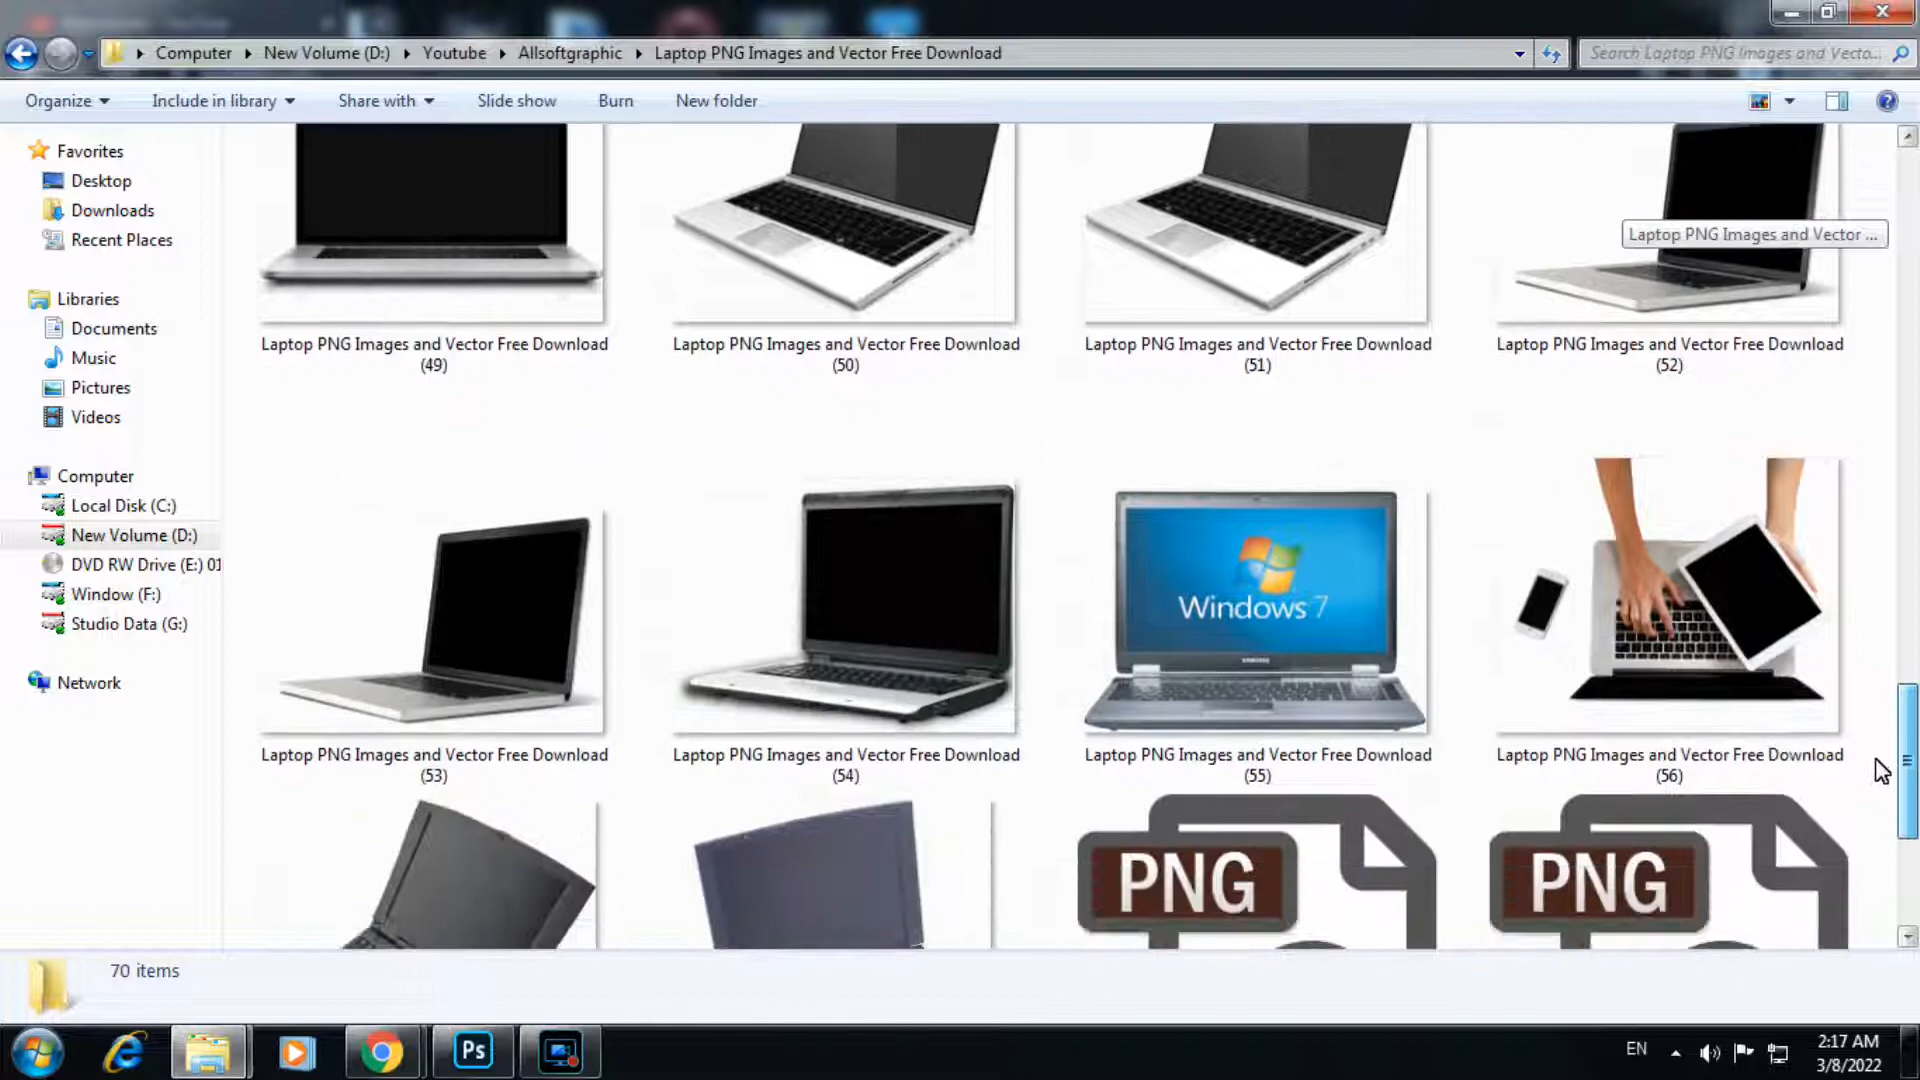 Computer New Volume (D:) Youtube Allsoftgraphic Laptop PNG Images and Vector Free Download
Search Laptop PNG Images and Vecto...
Organize Include in library Share with Slide show Burn New folder
Favorites
Desktop
Downloads
Recent Places
Libraries
Documents
Music
Pictures
Videos
Computer
Local Disk (C:)
New Volume (D:)
DVD RW Drive (E:) 01
Window (F:)
Studio Data (G:)
Network
Laptop PNG Images and Vector ...
Laptop PNG Images and Vector Free Download
(49)
Laptop PNG Images and Vector Free Download
(50)
Laptop PNG Images and Vector Free Download
(51)
Laptop PNG Images and Vector Free Download
(52)
Windows 7
SAMSUNG
Laptop PNG Images and Vector Free Download
(53)
Laptop PNG Images and Vector Free Download
(54)
Laptop PNG Images and Vector Free Download
(55)
Laptop PNG Images and Vector Free Download
(56)
PNG
PNG
70 items
Ps
EN
2:17 AM
3/8/2022